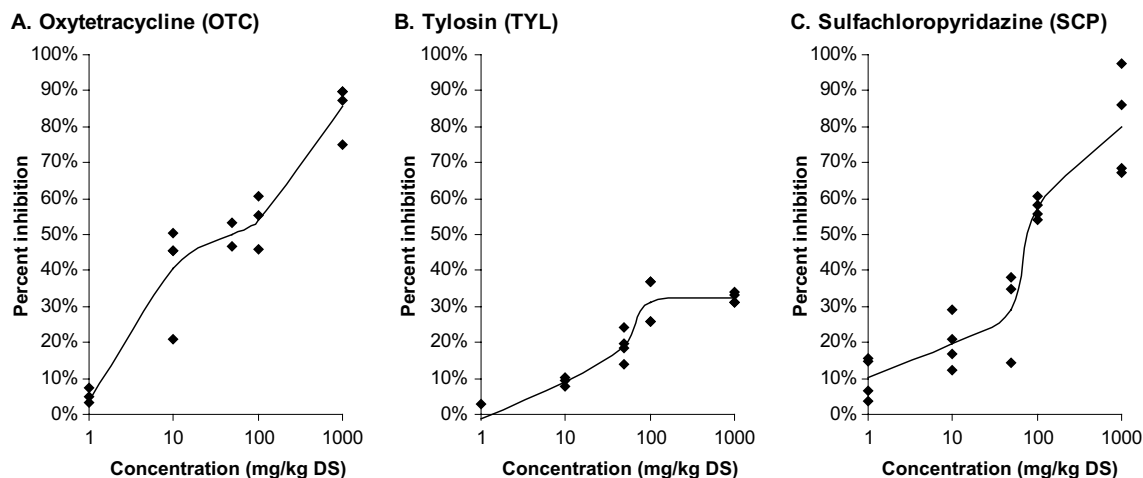 A. Oxytetracycline (OTC)
100%
90%
80%
70%
60%
50%
40%
30%
20%
10%
0%
Percent inhibition
1 10 100 1000
Concentration (mg/kg DS)
B. Tylosin (TYL)
100%
90%
80%
70%
60%
50%
40%
30%
20%
10%
0%
Percent inhibition
1 10 100 1000
Concentration (mg/kg DS)
C. Sulfachloropyridazine (SCP)
100%
90%
80%
70%
60%
50%
40%
30%
20%
10%
0%
Percent inhibition
1 10 100 1000
Concentration (mg/kg DS)